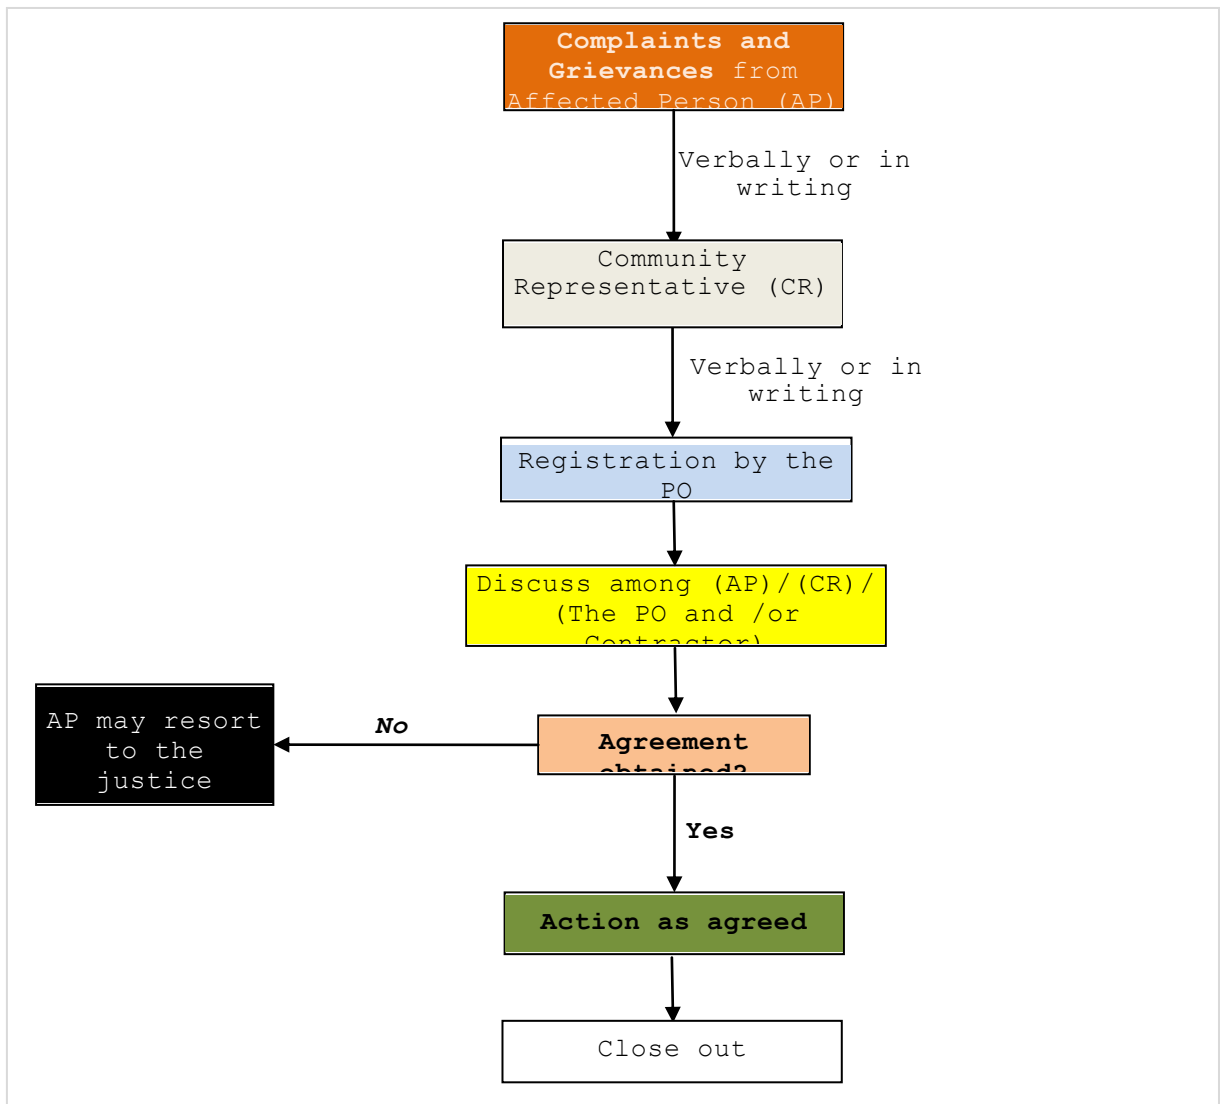 Complaints and
Grievances from
Affected Person (AP)
Verbally or in
writing
Community
Representative (CR)
Verbally or in
writing
Registration by the
PO
Discuss among (AP)/(CR)/
(The PO and /or
Contractor)
AP may resort
to the
justice
No
Agreement
obtained?
Yes
Action as agreed
Close out